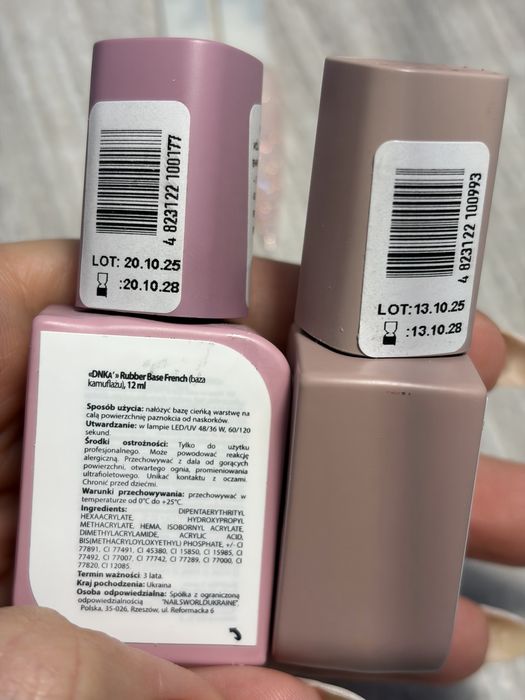 4 823122 100177
LOT: 20.10.25
:20.10.28
4 823122 100993
LOT: 13.10.25
:13.10.28
«DNKa’» Rubber Base French (baza
kamuflażu), 12 ml
Sposób użycia: nałożyć bazę cieńką warstwę na
całą powierzchnię paznokcia od naskorków.
Utwardzanie: w lampie LED/UV 48/36 W, 60/120
sekund.
Środki ostrożności: Tylko do użytku
profesjonalnego. Może powodować reakcję
alergiczną. Przechowywać z dala od gorących
powierzchni, otwartego ognia, promieniowania
ultrafioletowego. Unikać kontaktu z oczami.
Chronić przed dziećmi.
Warunki przechowywania: przechowywać w
temperaturze od 0°C do +25°C.
Ingredients: DIPENTAERYTHRITYL
HEXAACRYLATE, HYDROXYPROPYL
METHACRYLATE, HEMA, ISOBORNYL ACRYLATE,
DIMETHYLACRYLAMIDE, ACRYLIC ACID,
BIS(METHACRYLOYLOXYETHYL) PHOSPHATE, +/- CI
77891, CI 77491, CI 45380, CI 15850, CI 15985, CI
77492, CI 77007, CI 77742, CI 77289, CI 77000, CI
77820, CI 12085.
Termin ważności: 3 lata.
Kraj pochodzenia: Ukraina
Osoba odpowiedzialna: Spółka z ograniczoną
odpowiedzialnością "NAILSWORLDUKRAINE",
Polska, 35-026, Rzeszów, ul. Reformacka 6